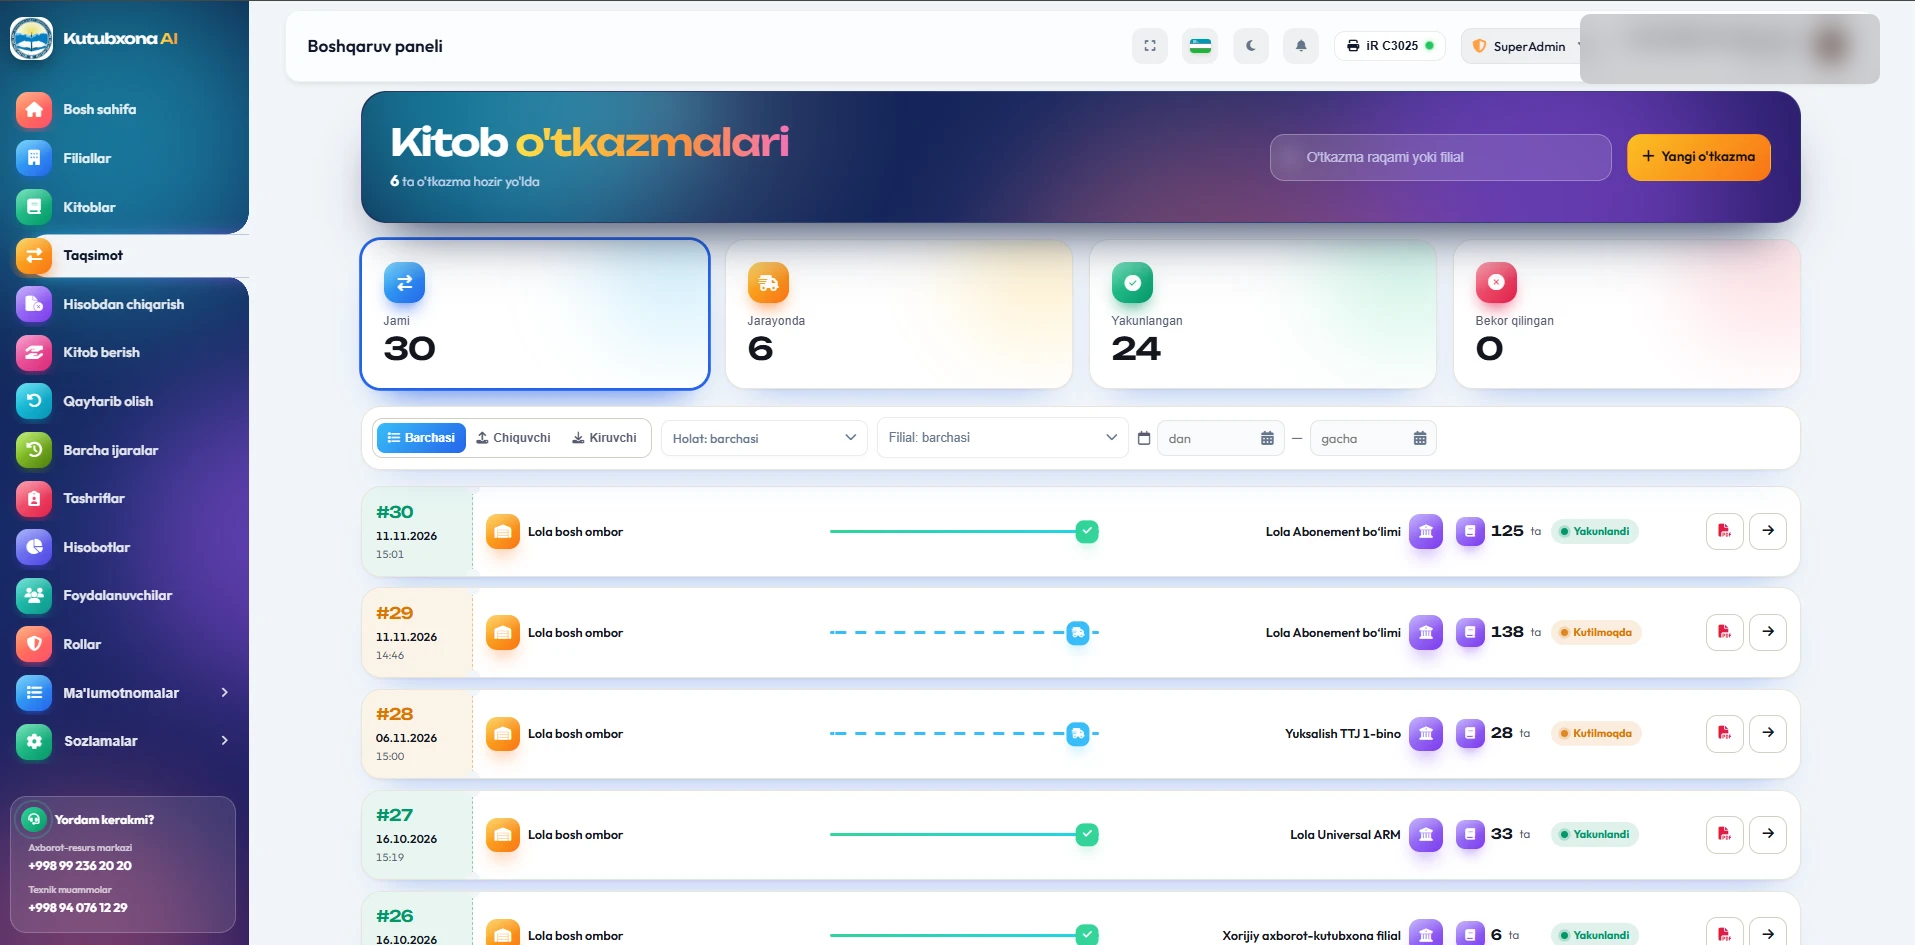 Kutubxona AI
Bosh sahifa
Filiallar
Kitoblar
Taqsimot
Hisobdan chiqarish
Kitob berish
Qaytarib olish
Barcha ijaralar
Tashriflar
Hisobotlar
Foydalanuvchilar
Rollar
Ma'lumotnomalar
Sozlamalar
Yordam kerakmi?
Axborot-resurs markazi
+998 99 236 20 20
Texnik muammolar
+998 94 076 12 29
Boshqaruv paneli
iR C3025
SuperAdmin
Kitob o'tkazmalari
6 ta o'tkazma hozir yo'lda
O'tkazma raqami yoki filial
+ Yangi o'tkazma
Jami
30
Jarayonda
6
Yakunlangan
24
Bekor qilingan
0
Barchasi Chiquvchi Kiruvchi Holat: barchasi Filial: barchasi dan — gacha
#30
11.11.2026
15:01
Lola bosh ombor Lola Abonement bo‘limi 125 ta Yakunlandi
#29
11.11.2026
14:46
Lola bosh ombor Lola Abonement bo‘limi 138 ta Kutilmoqda
#28
06.11.2026
15:00
Lola bosh ombor Yuksalish TTJ 1-bino 28 ta Kutilmoqda
#27
16.10.2026
15:19
Lola bosh ombor Lola Universal ARM 33 ta Yakunlandi
#26
16.10.2026
Lola bosh ombor Xorijiy axborot-kutubxona filial 6 ta Yakunlandi